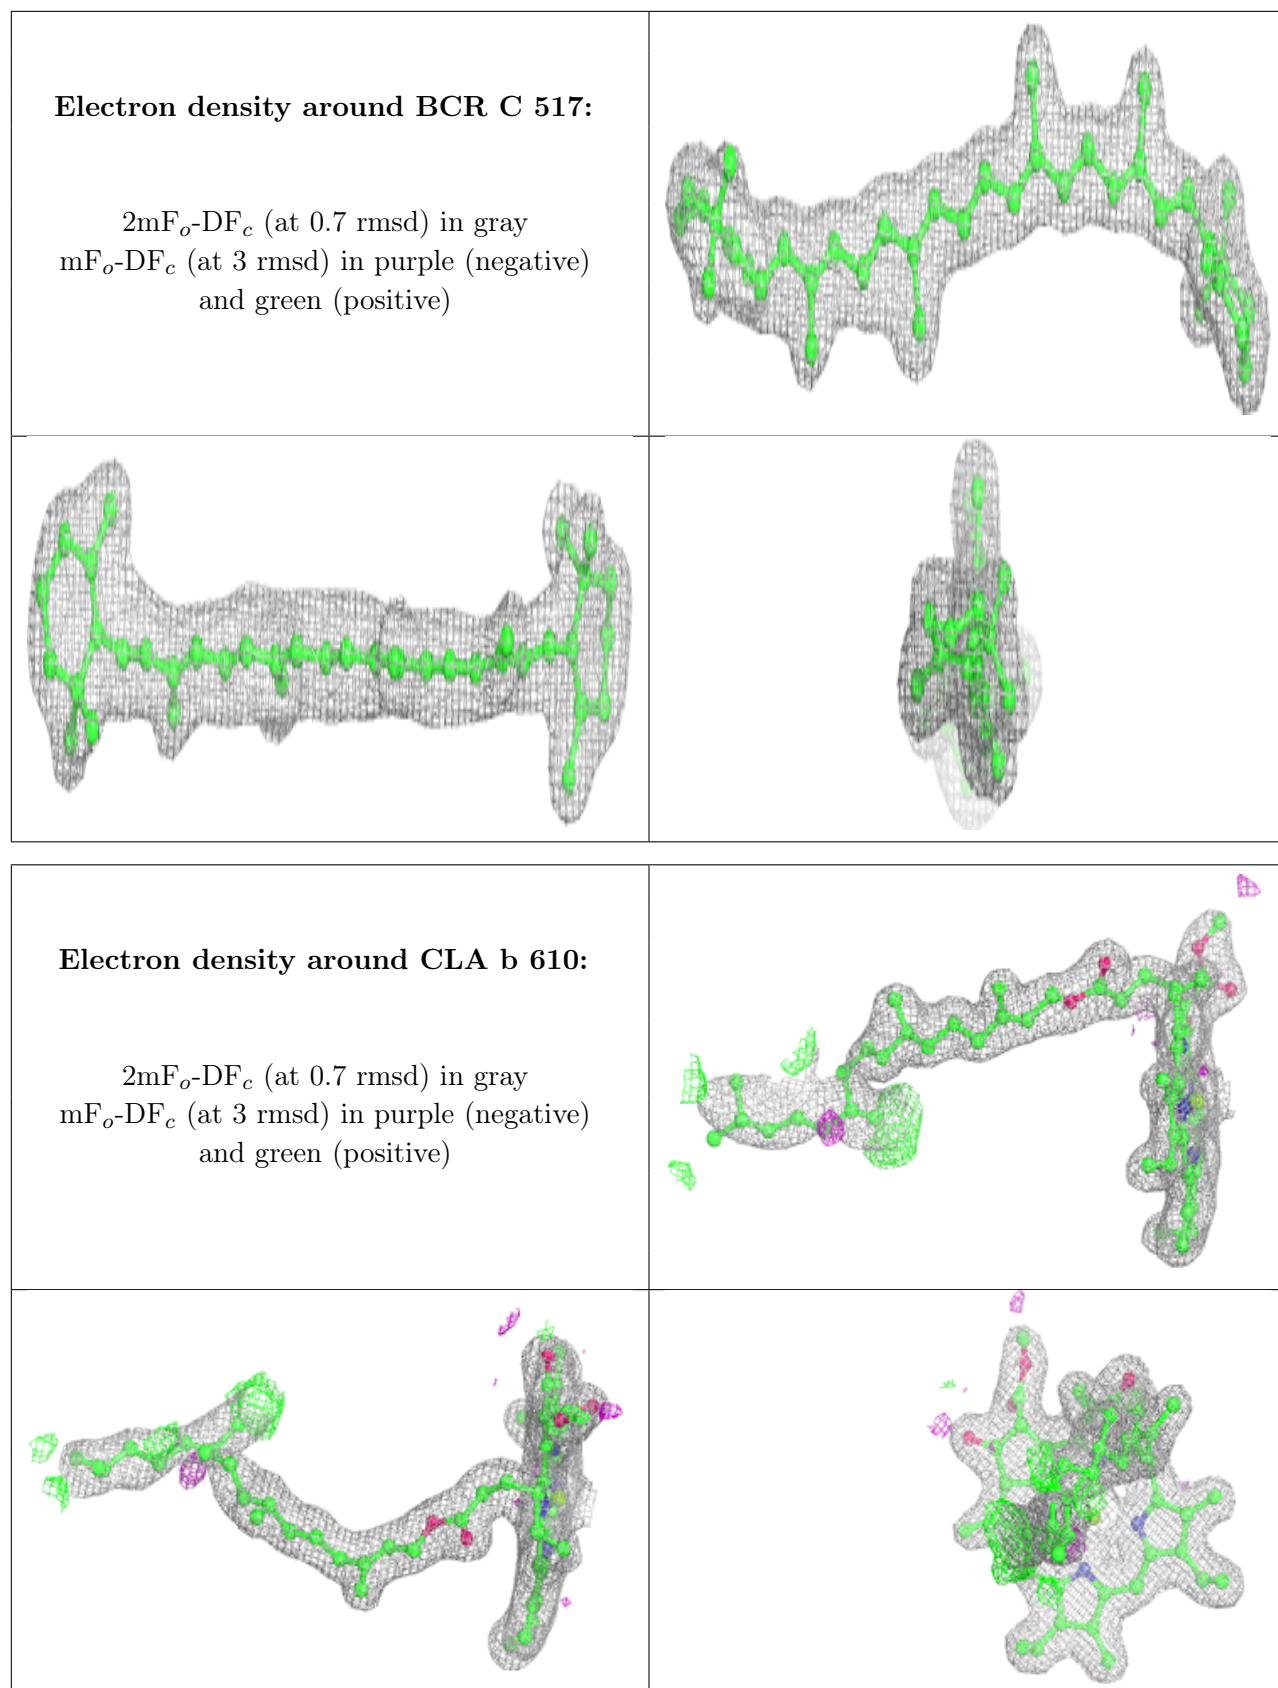 Electron density around BCR C 517:
2mFo-DFc (at 0.7 rmsd) in gray
mFo-DFc (at 3 rmsd) in purple (negative)
and green (positive)
Electron density around CLA b 610:
2mFo-DFc (at 0.7 rmsd) in gray
mFo-DFc (at 3 rmsd) in purple (negative)
and green (positive)